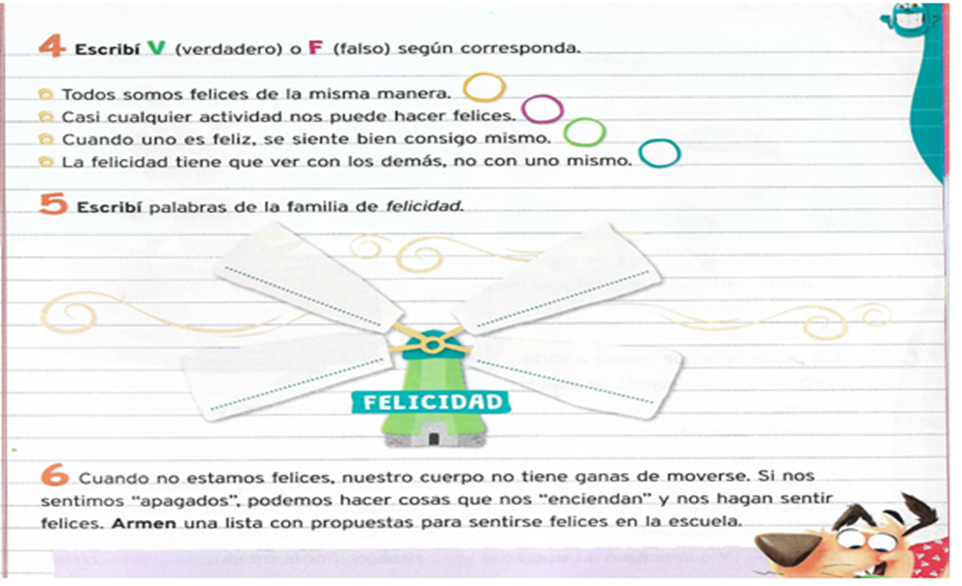 4 Escribí V (verdadero) o F (falso) según corresponda.
Todos somos felices de la misma manera.
Casi cualquier actividad nos puede hacer felices.
Cuando uno es feliz, se siente bien consigo mismo.
La felicidad tiene que ver con los demás, no con uno mismo.
5 Escribí palabras de la familia de felicidad.
FELICIDAD
6 Cuando no estamos felices, nuestro cuerpo no tiene ganas de moverse. Si nos
sentimos “apagados”, podemos hacer cosas que nos “enciendan” y nos hagan sentir
felices. Armen una lista con propuestas para sentirse felices en la escuela.